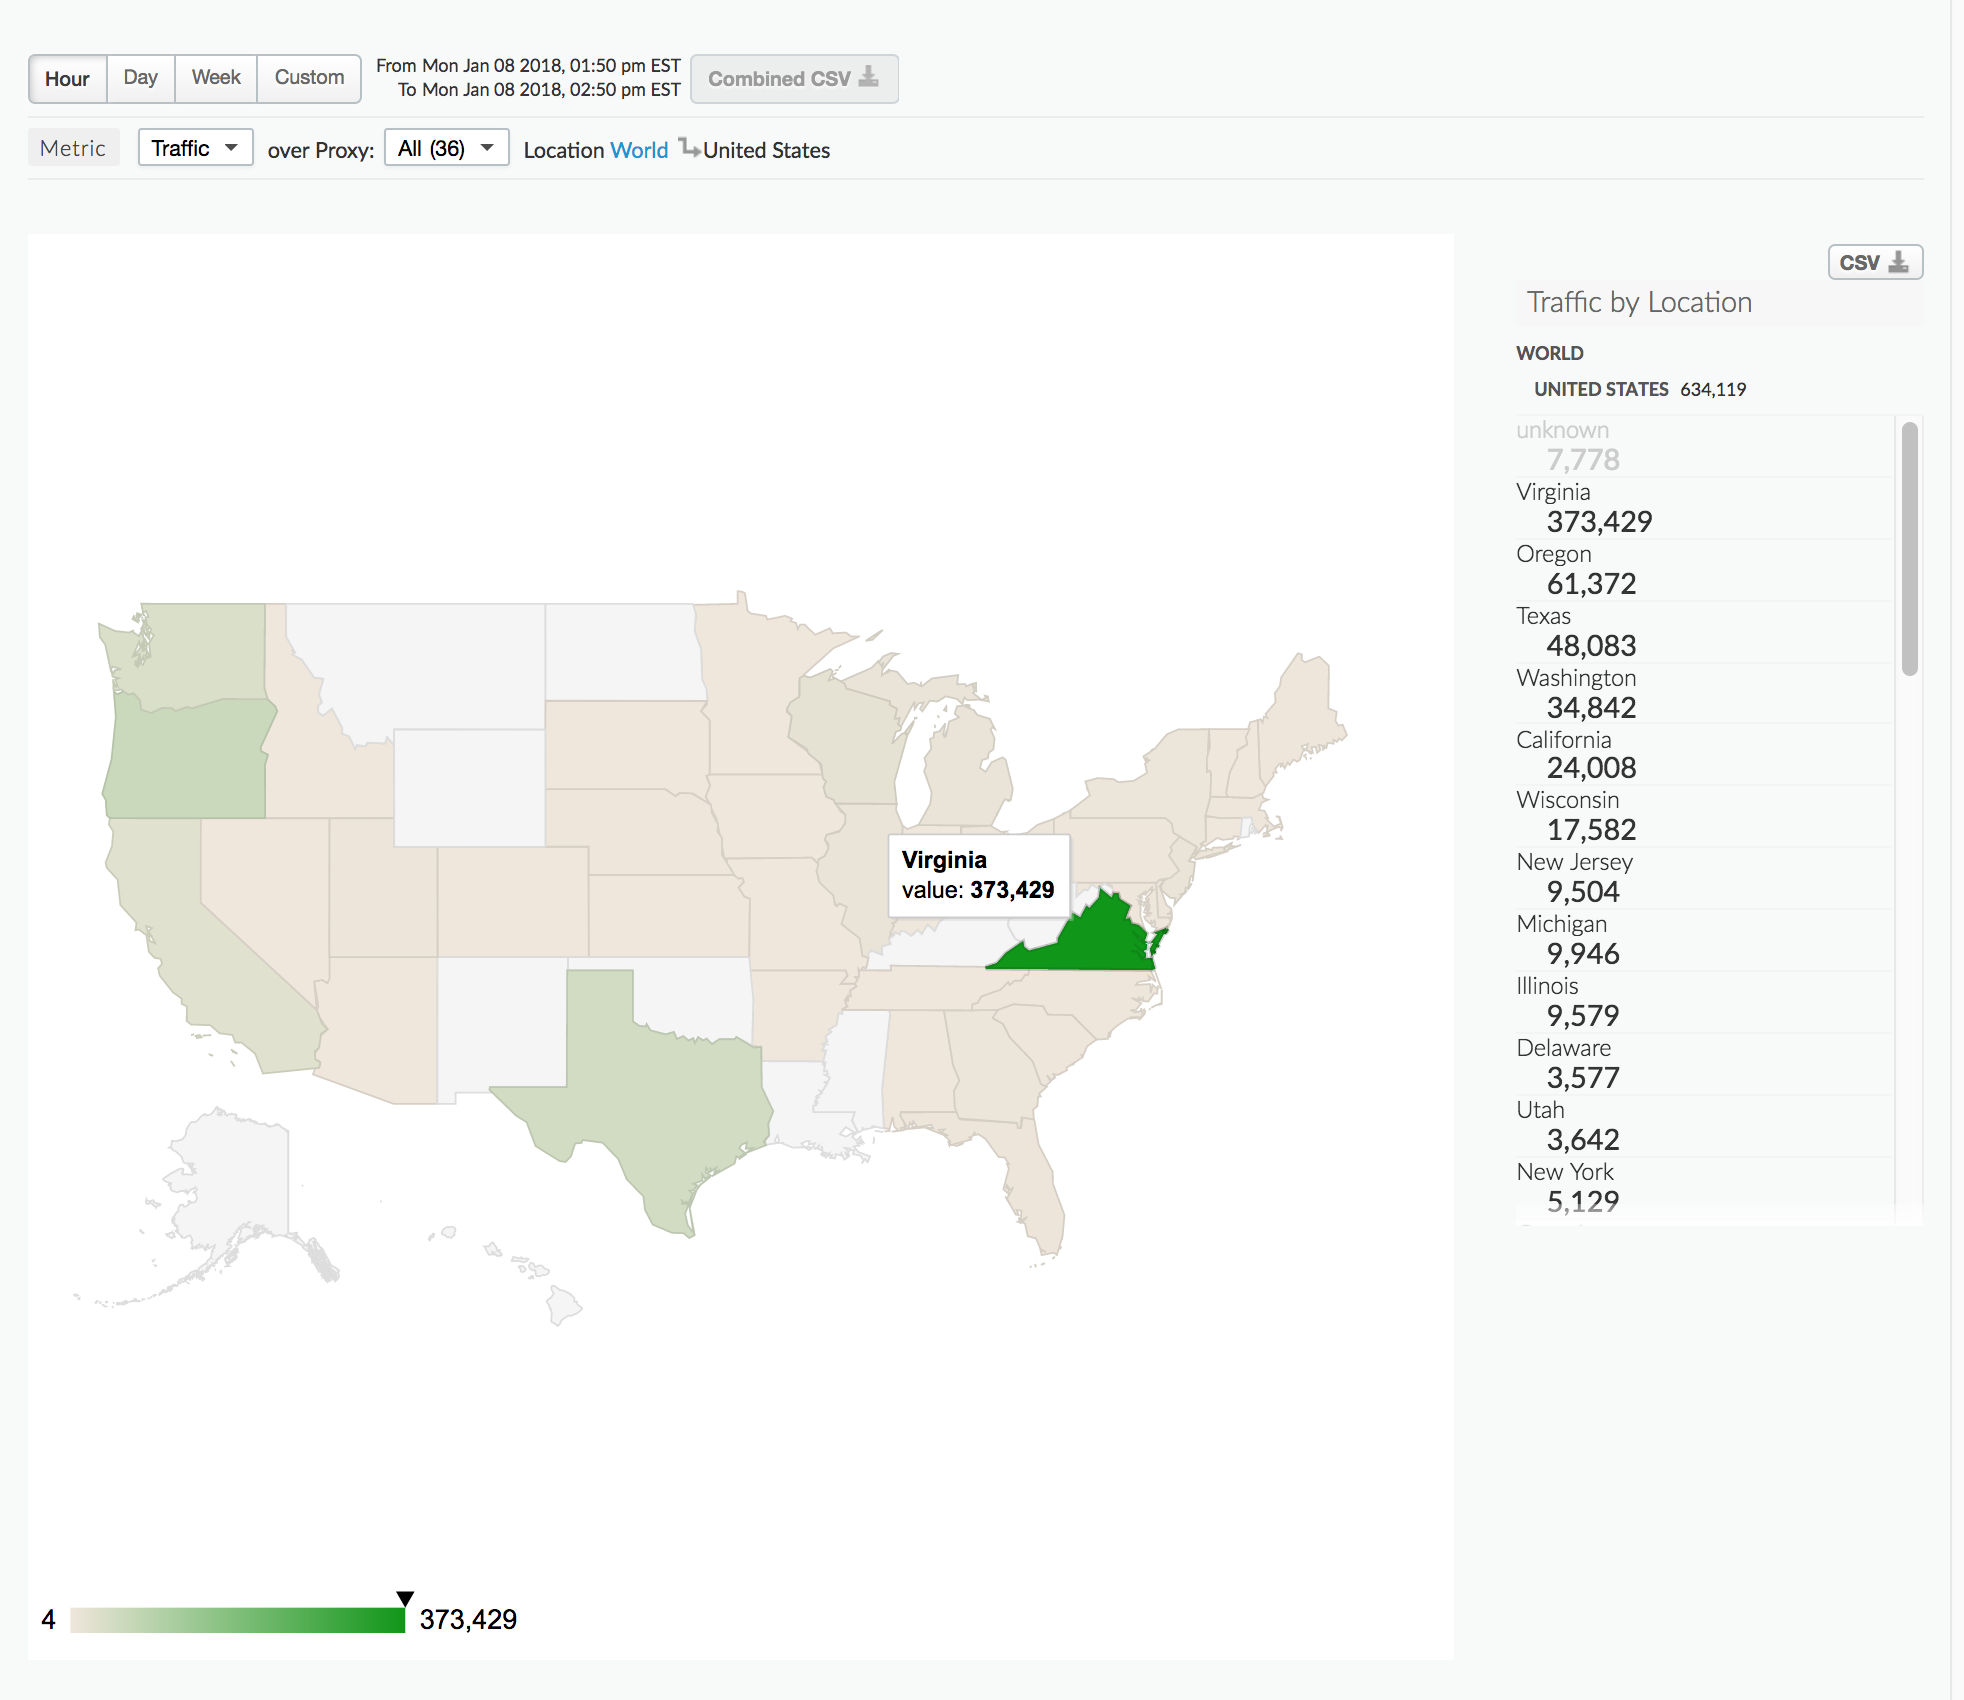 Hour Day Week Custom
From Mon Jan 08 2018, 01:50 pm EST
To Mon Jan 08 2018, 02:50 pm EST
Combined CSV
Metric Traffic over Proxy: All (36) Location World United States
CSV
Traffic by Location
WORLD
UNITED STATES 634,119
unknown
7,778
Virginia
373,429
Oregon
61,372
Texas
48,083
Washington
34,842
California
24,008
Wisconsin
17,582
New Jersey
9,504
Michigan
9,946
Illinois
9,579
Delaware
3,577
Utah
3,642
New York
5,129
Virginia
value: 373,429
4 373,429